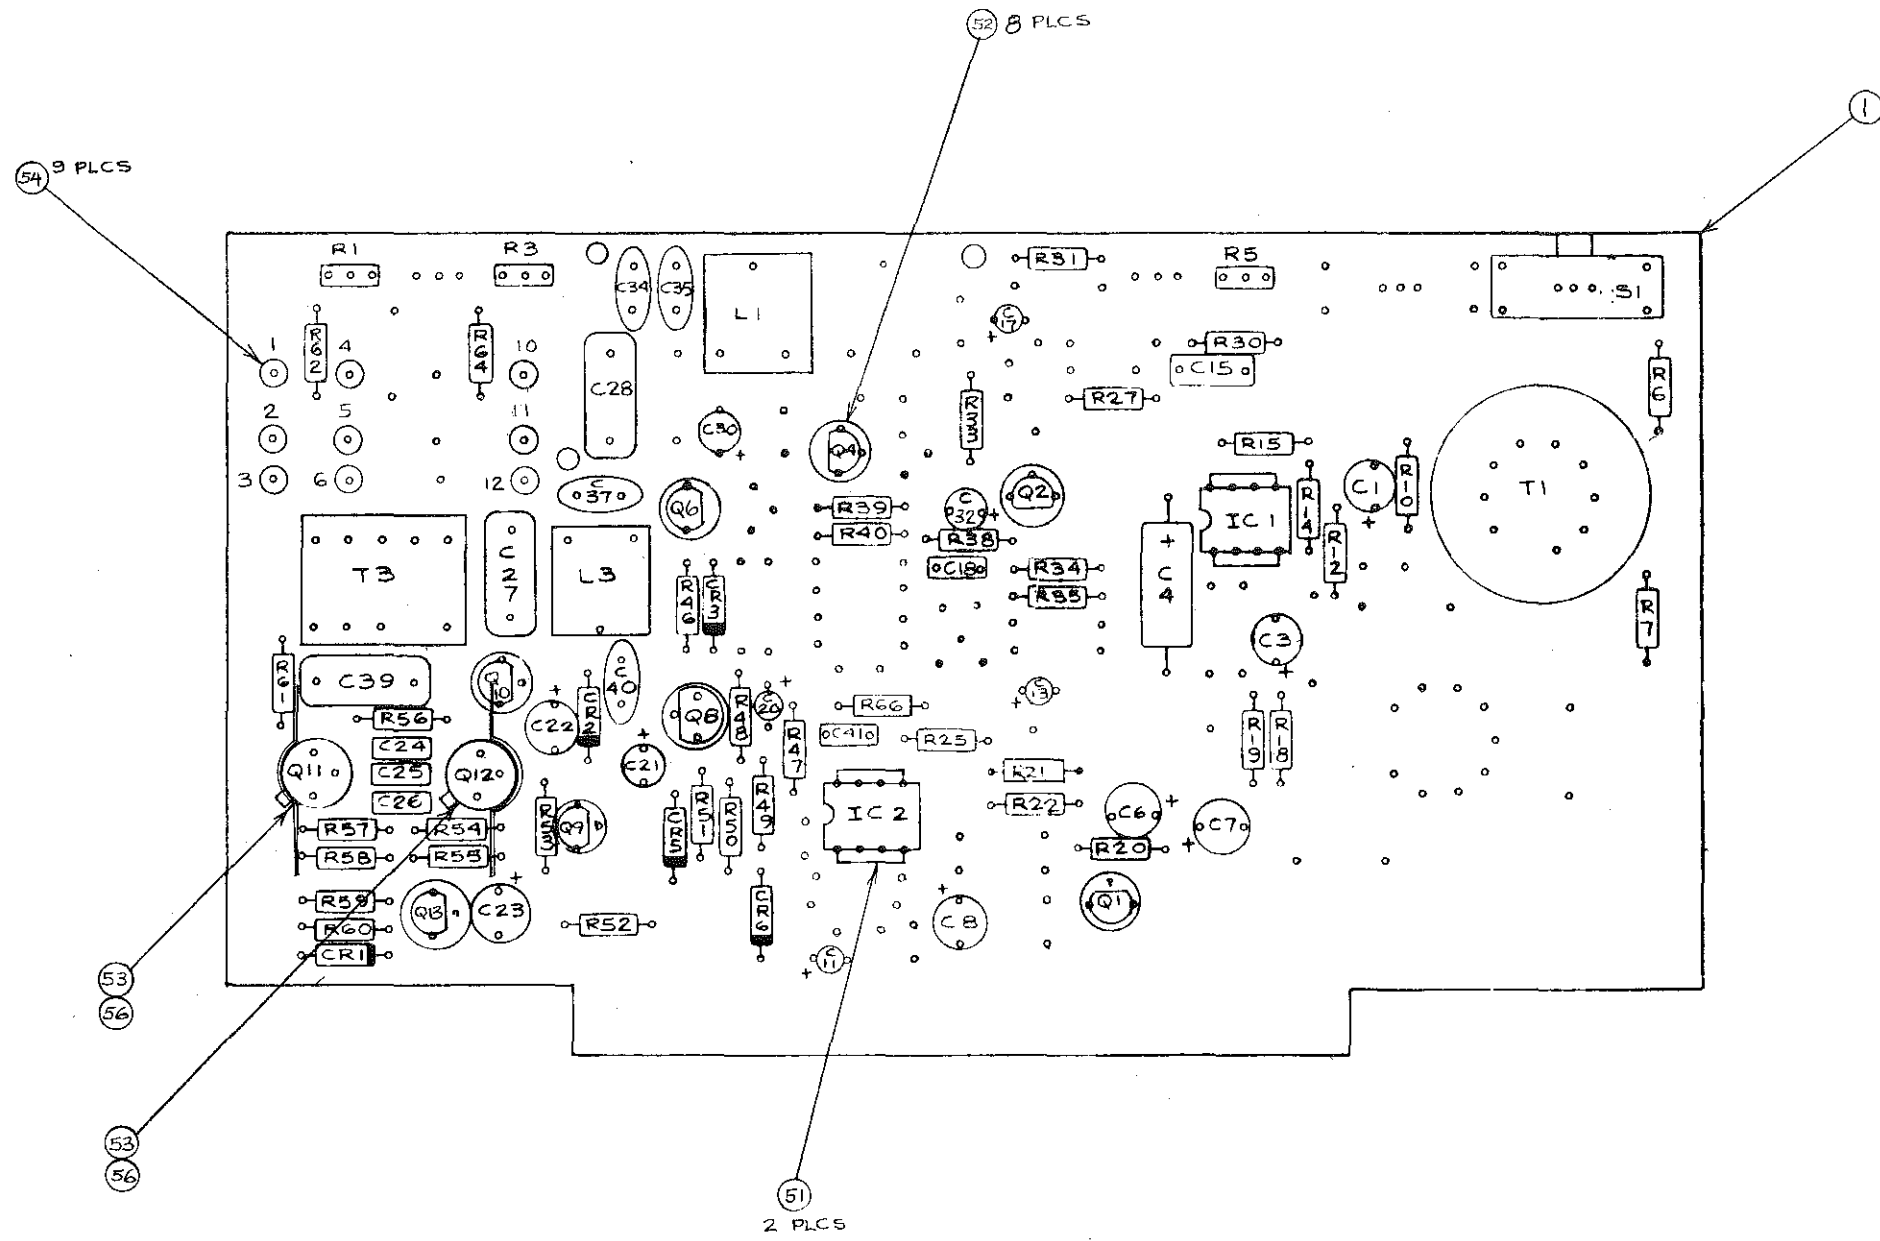 52 8 PLCS
1
54 9 PLCS
R1
R3
R31
R5
S1
C34
C35
L1
C17
+
R62
R64
1
4
10
R30
C15
R6
C28
R33
R27
2
5
11
C30
+
Q4
R15
3
6
12
C37
Q6
R39
C32
+
Q2
IC1
R14
C1
+
R10
T1
R40
R38
R12
T3
C27
L3
C18
R34
+
C4
R46
CR3
R35
R7
C3
+
R61
C39
Q10
C40
+
C22
CR2
Q8
R48
+
C20
C13
+
R56
R66
C24
C21
+
R47
C41
R25
R19
R18
Q11
C25
Q12
R21
C26
R49
R22
C6
+
C7
+
R57
R54
R53
Q9
CR5
R51
R50
IC2
R58
R55
R20
R59
Q13
+
C23
R52
CR6
+
C8
Q1
R60
CR1
+
C11
53
56
53
56
51
2 PLCS